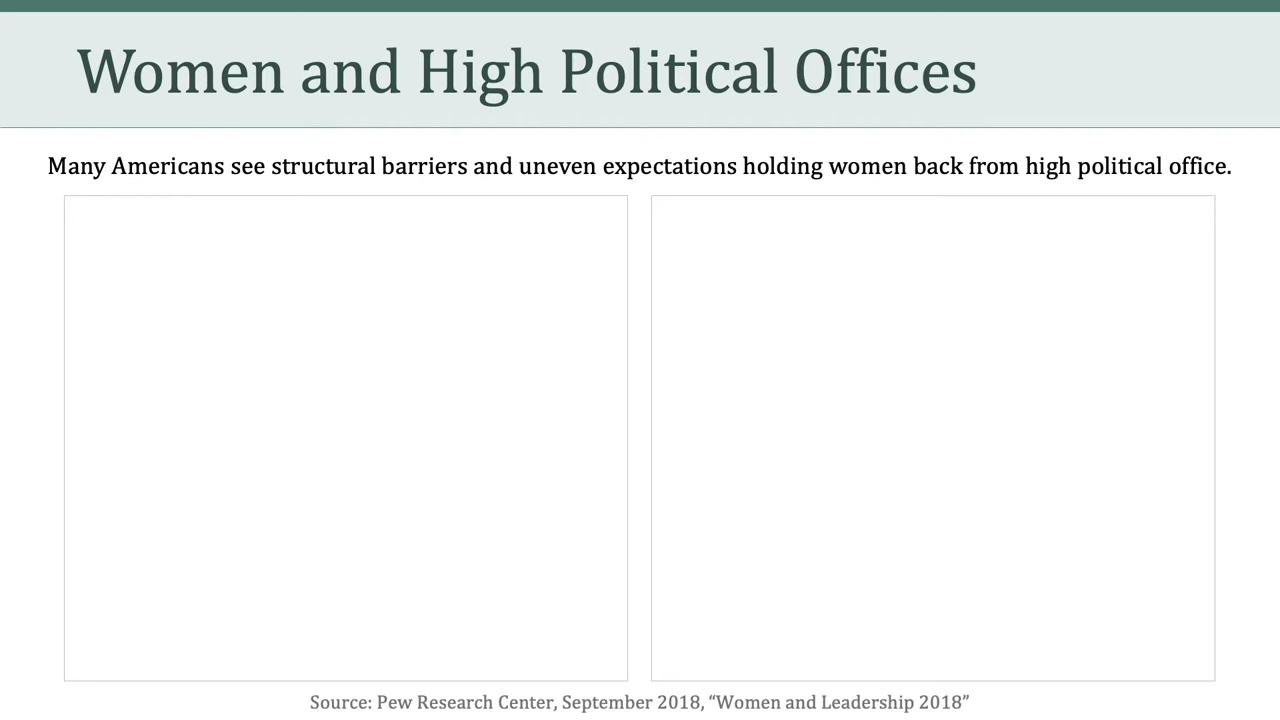 Women and High Political Offices
Many Americans see structural barriers and uneven expectations holding women back from high political office.
Source: Pew Research Center, September 2018, “Women and Leadership 2018”